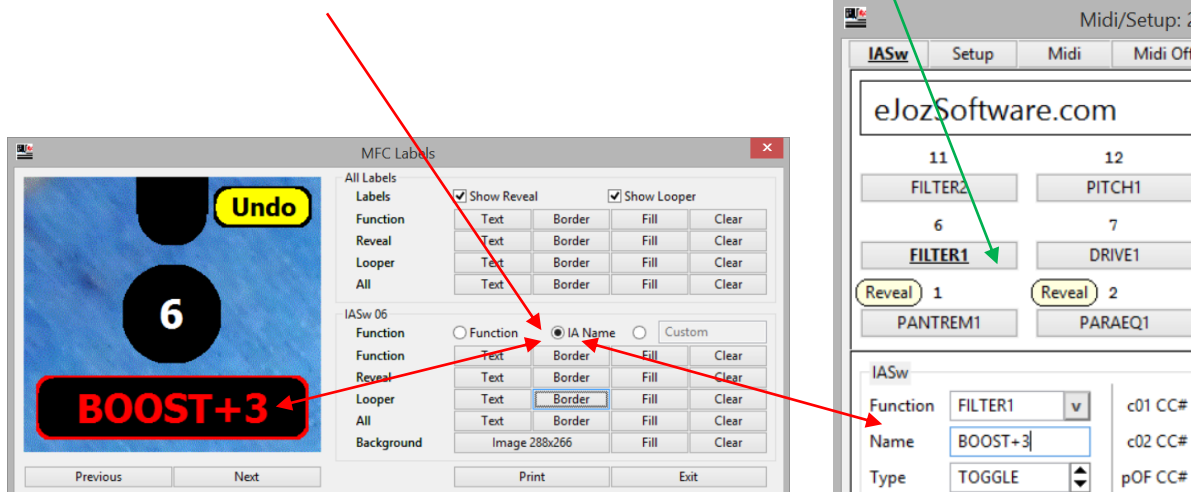 MFC Labels
Undo
6
BOOST+3
Previous Next
All Labels
Labels Show Reveal Show Looper
Function Text Border Fill Clear
Reveal Text Border Fill Clear
Looper Text Border Fill Clear
All Text Border Fill Clear
IASw 06
Function Function IA Name Custom
Function Text Border Fill Clear
Reveal Text Border Fill Clear
Looper Text Border Fill Clear
All Text Border Fill Clear
Background Image 288x266 Fill Clear
Print Exit
Midi/Setup: 2
IASw Setup Midi Midi Off
eJozSoftware.com
11 12
FILTER2 PITCH1
6 7
FILTER1 DRIVE1
Reveal 1 Reveal 2
PANTREM1 PARAEQ1
IASw
Function FILTER1 v c01 CC#
Name BOOST+3 c02 CC#
Type TOGGLE pOF CC#